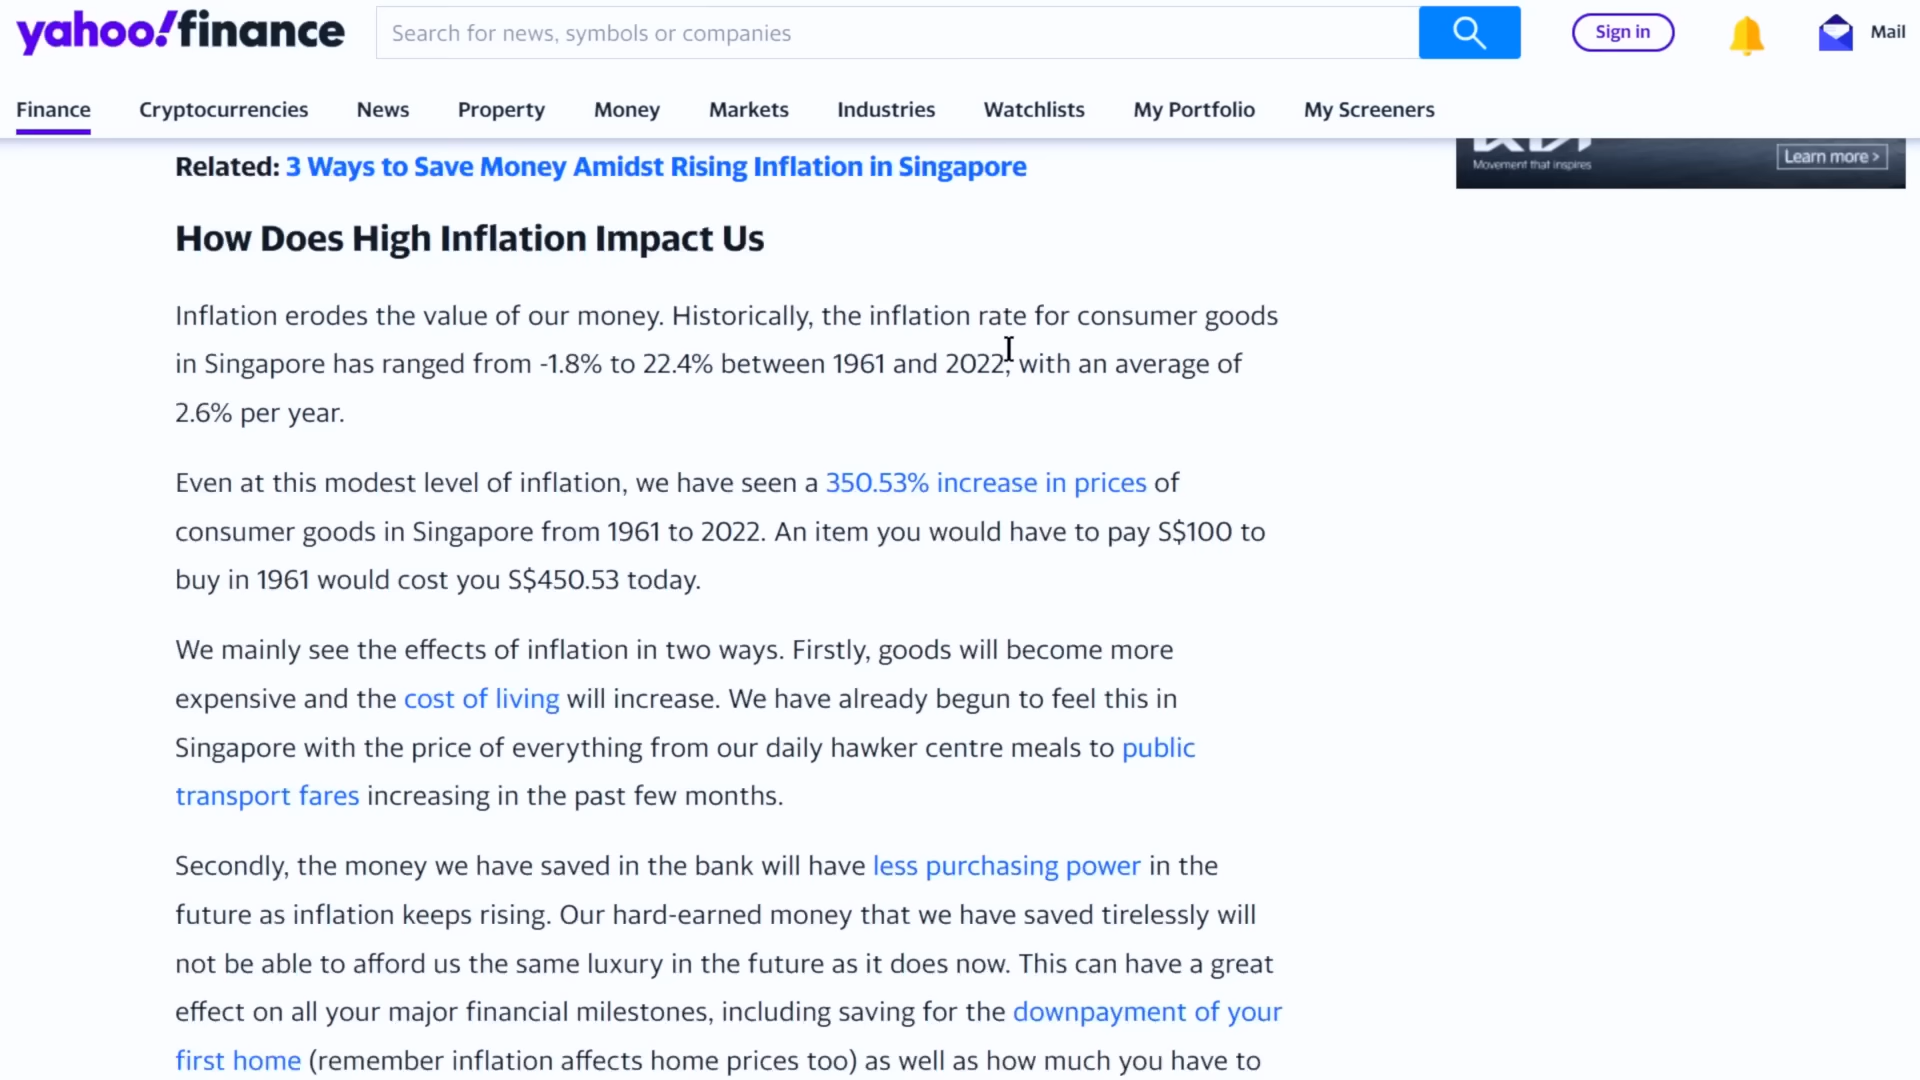 yahoo!finance
Search for news, symbols or companies
Sign in
Mail
Finance Cryptocurrencies News Property Money Markets Industries Watchlists My Portfolio My Screeners
Movement that inspires
Learn more >
Related: 3 Ways to Save Money Amidst Rising Inflation in Singapore
How Does High Inflation Impact Us
Inflation erodes the value of our money. Historically, the inflation rate for consumer goods
in Singapore has ranged from -1.8% to 22.4% between 1961 and 2022, with an average of
2.6% per year.
Even at this modest level of inflation, we have seen a 350.53% increase in prices of
consumer goods in Singapore from 1961 to 2022. An item you would have to pay S$100 to
buy in 1961 would cost you S$450.53 today.
We mainly see the effects of inflation in two ways. Firstly, goods will become more
expensive and the cost of living will increase. We have already begun to feel this in
Singapore with the price of everything from our daily hawker centre meals to public
transport fares increasing in the past few months.
Secondly, the money we have saved in the bank will have less purchasing power in the
future as inflation keeps rising. Our hard-earned money that we have saved tirelessly will
not be able to afford us the same luxury in the future as it does now. This can have a great
effect on all your major financial milestones, including saving for the downpayment of your
first home (remember inflation affects home prices too) as well as how much you have to